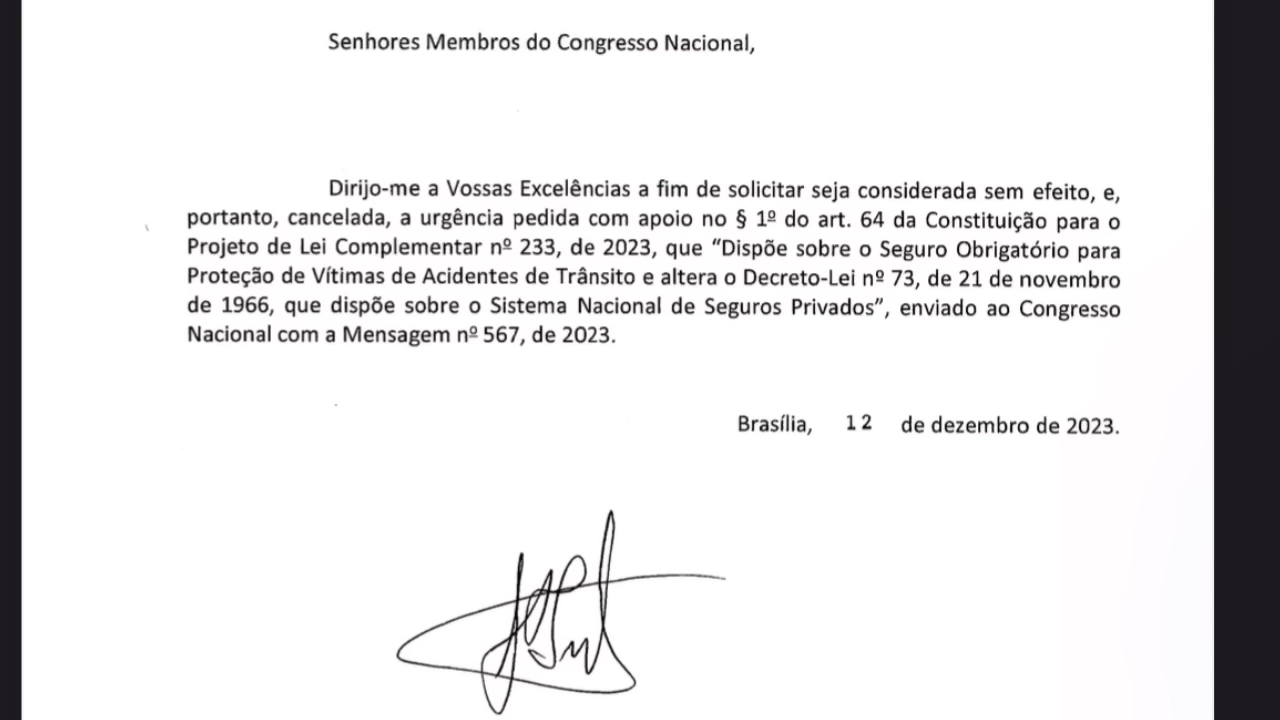 Senhores Membros do Congresso Nacional,
Dirijo-me a Vossas Excelências a fim de solicitar seja considerada sem efeito, e,
portanto, cancelada, a urgência pedida com apoio no § 1º do art. 64 da Constituição para o
Projeto de Lei Complementar nº 233, de 2023, que “Dispõe sobre o Seguro Obrigatório para
Proteção de Vítimas de Acidentes de Trânsito e altera o Decreto-Lei nº 73, de 21 de novembro
de 1966, que dispõe sobre o Sistema Nacional de Seguros Privados”, enviado ao Congresso
Nacional com a Mensagem nº 567, de 2023.
Brasília, 12 de dezembro de 2023.